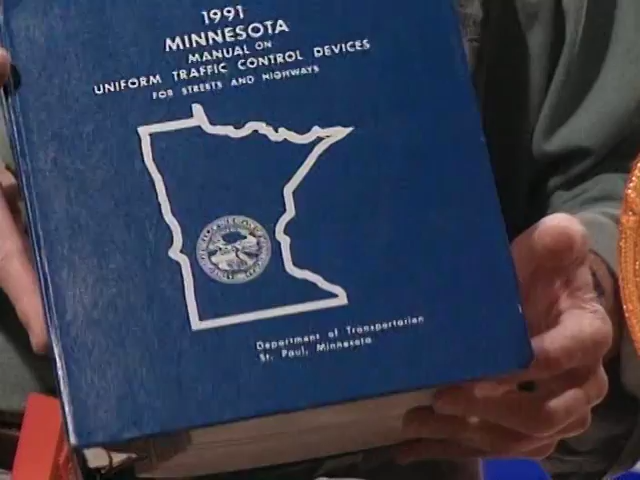 1991
MINNESOTA
MANUAL ON
UNIFORM TRAFFIC CONTROL DEVICES
FOR STREETS AND HIGHWAYS
Department of Transportation
St. Paul, Minnesota